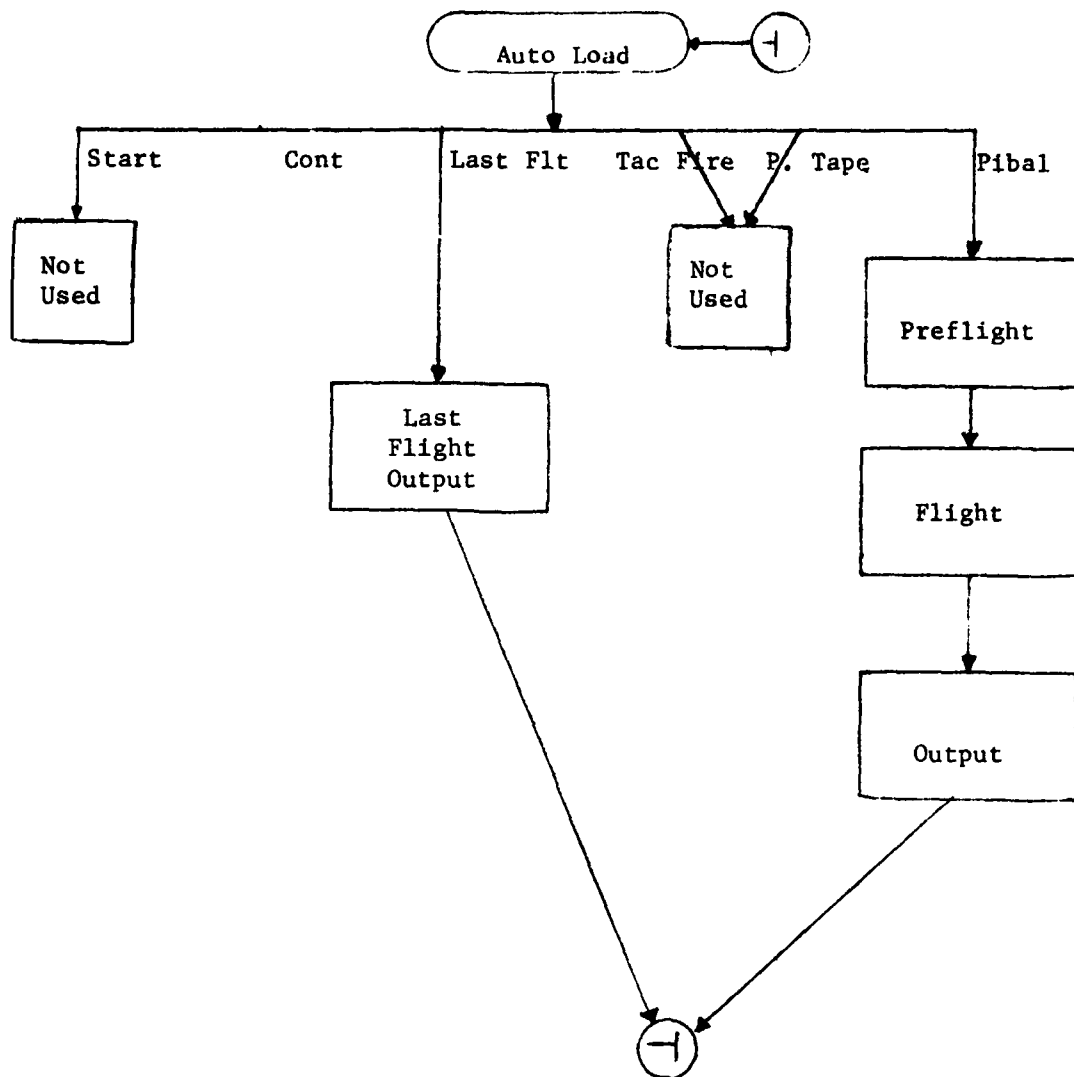 Auto Load
Start
Cont
Last Flt
Tac Fire
P. Tape
Pibal
Not
Used
Not
Used
Preflight
Last
Flight
Output
Flight
Output